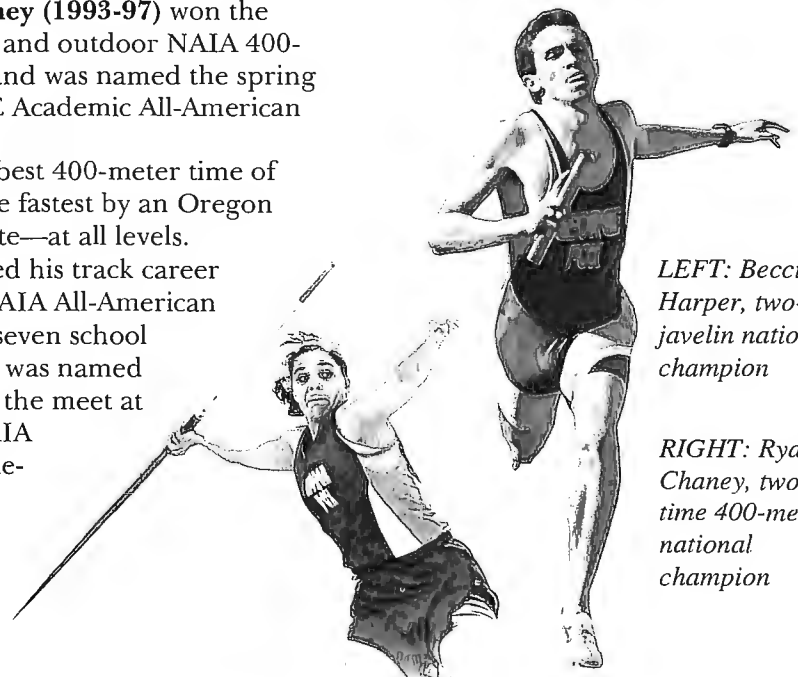 ney (1993-97) won the
and outdoor NAIA 400-
and was named the spring
E Academic All-American
best 400-meter time of
e fastest by an Oregon
te—at all levels.
ed his track career
AIA All-American
seven school
was named
the meet at
IA
e-
LEFT: Becci
Harper, two-
javelin natio
champion
RIGHT: Rya
Chaney, two
time 400-me
national
champion